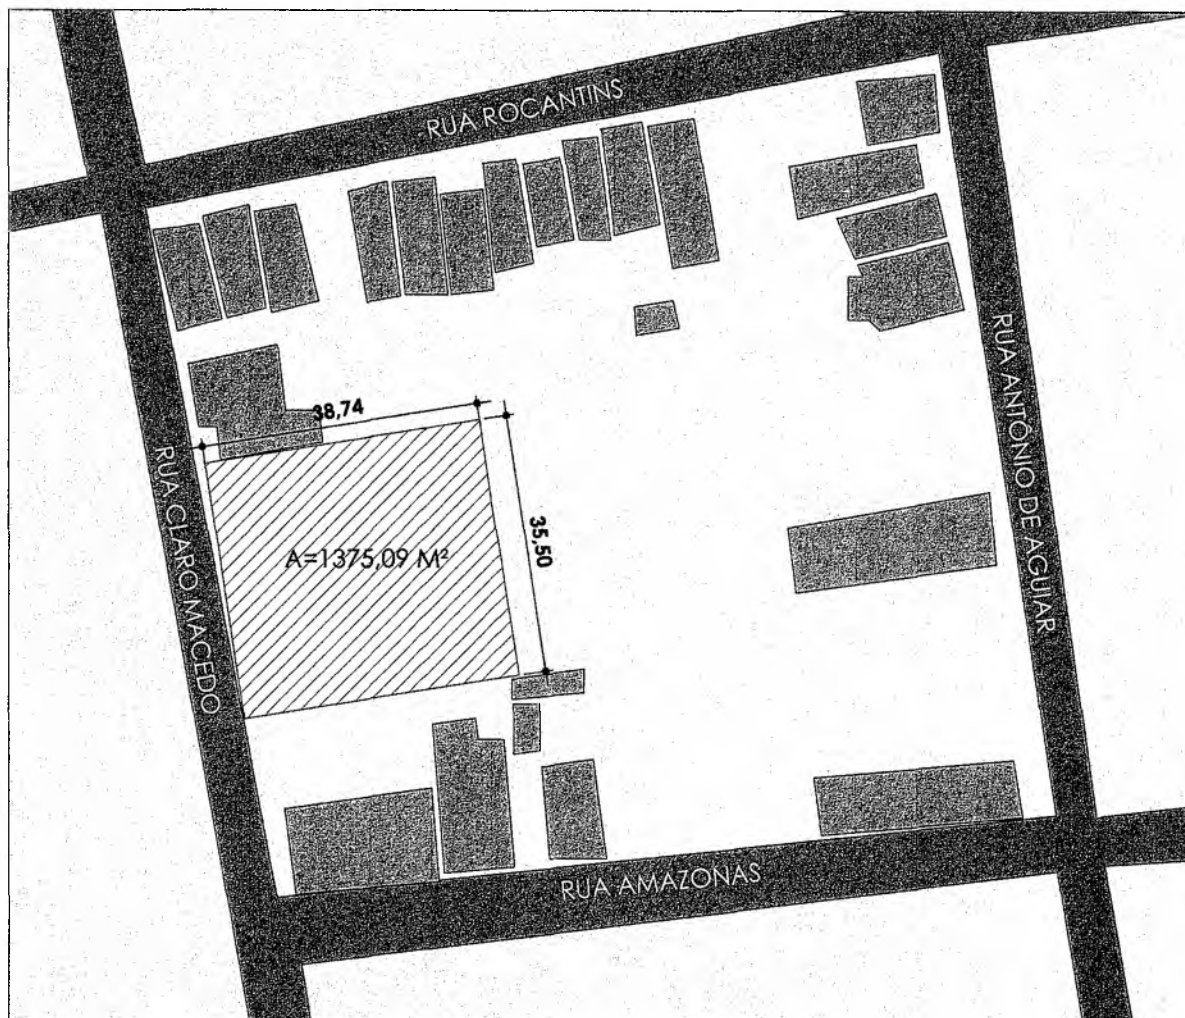 RUA ROCANTINS
38,74
RUA CLARO MACEDO
35,50
A=1375,09 M²
RUA ANTÔNIO DE AGUIAR
RUA AMAZONAS